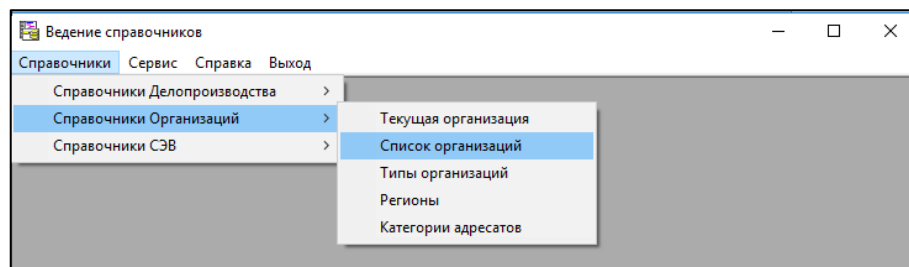 Ведение справочников
Справочники Сервис Справка Выход
Справочники Делопроизводства
Справочники Организаций
Справочники СЭВ
Текущая организация
Список организаций
Типы организаций
Регионы
Категории адресатов